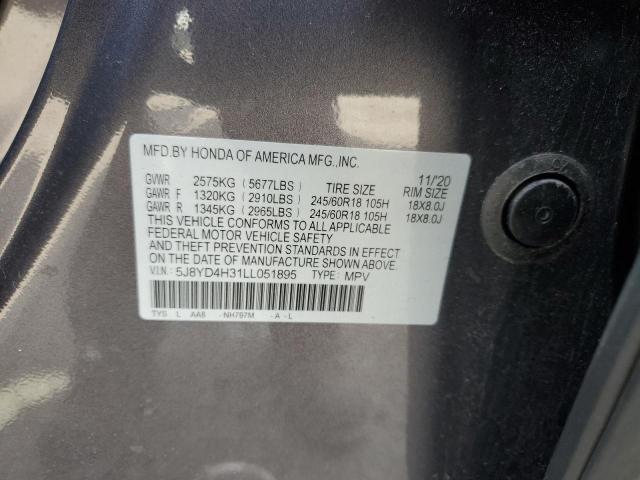 MFD.BY HONDA OF AMERICA MFG.,INC.
11/'20
GVWR 2575KG (5677LBS) TIRE SIZE RIM SIZE
GAWR F 1320KG (2910LBS) 245/60R18 105H 18X8.0J
GAWR R 1345KG (2965LBS) 245/60R18 105H 18X8.0J
THIS VEHICLE CONFORMS TO ALL APPLICABLE
FEDERAL MOTOR VEHICLE SAFETY
AND THEFT PREVENTION STANDARDS IN EFFECT
ON THE DATE OF MANUFACTURE SHOWN ABOVE.
V.I.N.: 5J8YD4H31LL051895 TYPE: MPV
TYS L AA8 -NH797M -A -L